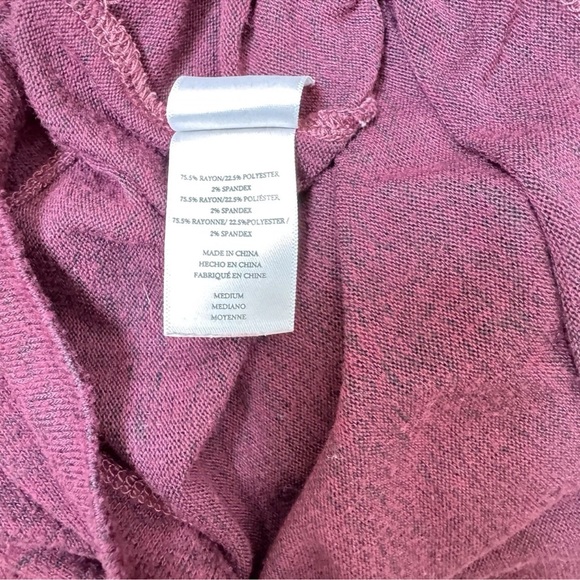 75.5% RAYON/22.5% POLYESTER
2% SPANDEX
75.5% RAYON/22.5% POLIÉSTER
2% SPANDEX
75.5% RAYONNE/ 22.5%POLYESTER /
2% SPANDEX
MADE IN CHINA
HECHO EN CHINA
FABRIQUÉ EN CHINE
MEDIUM
MEDIANO
MOYENNE